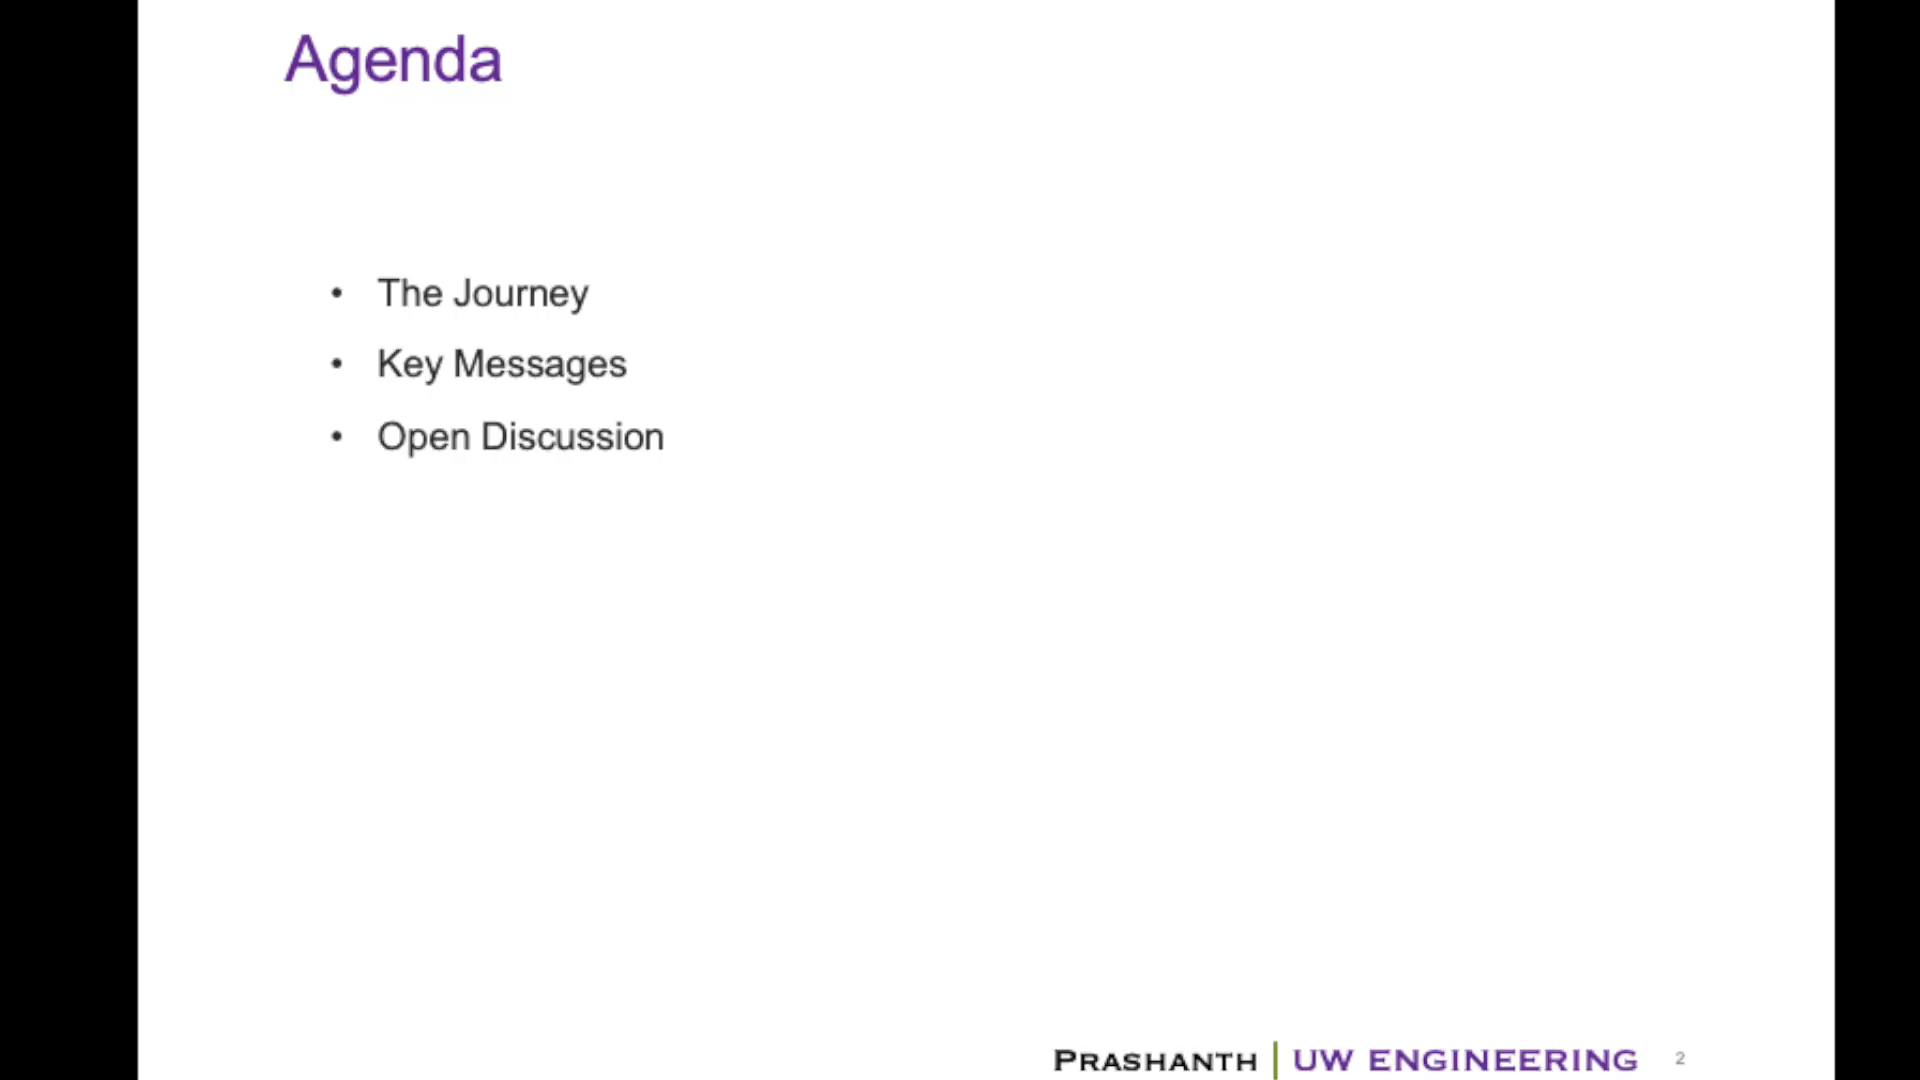 Agenda
• The Journey
• Key Messages
• Open Discussion
PRASHANTH | UW ENGINEERING 2